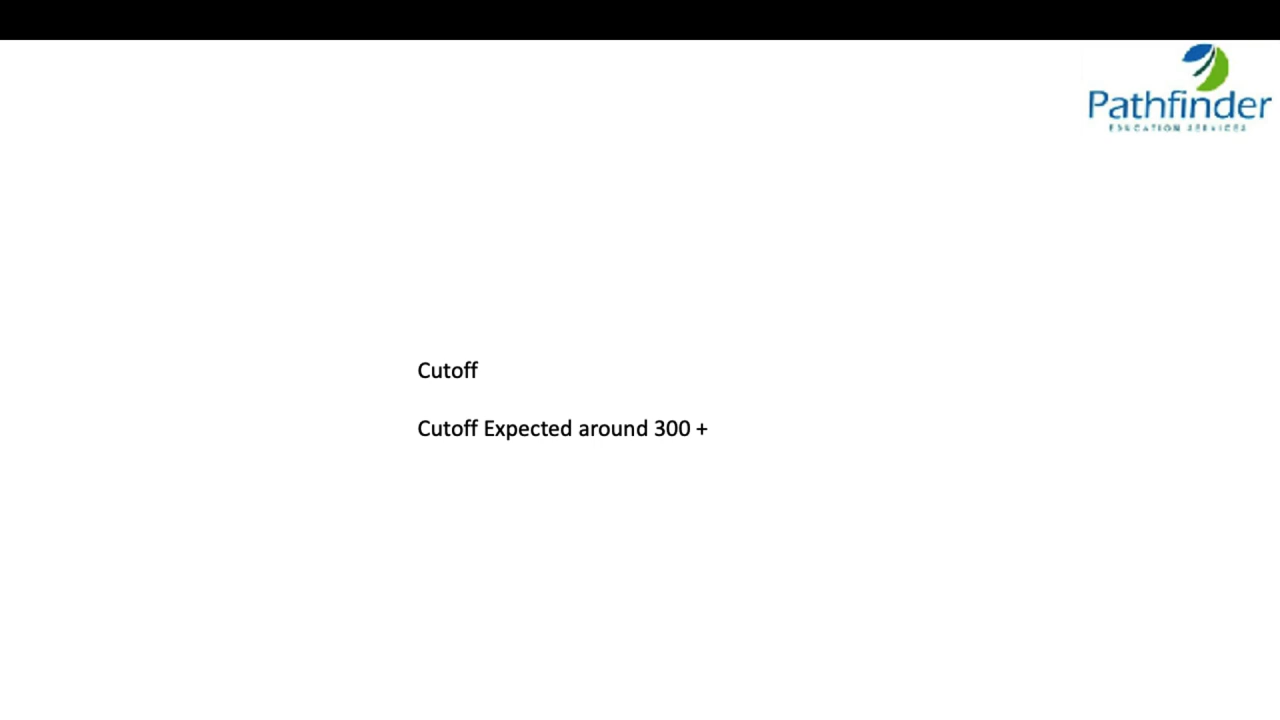 Pathfinder
EDUCATION SERVICES
Cutoff
Cutoff Expected around 300 +